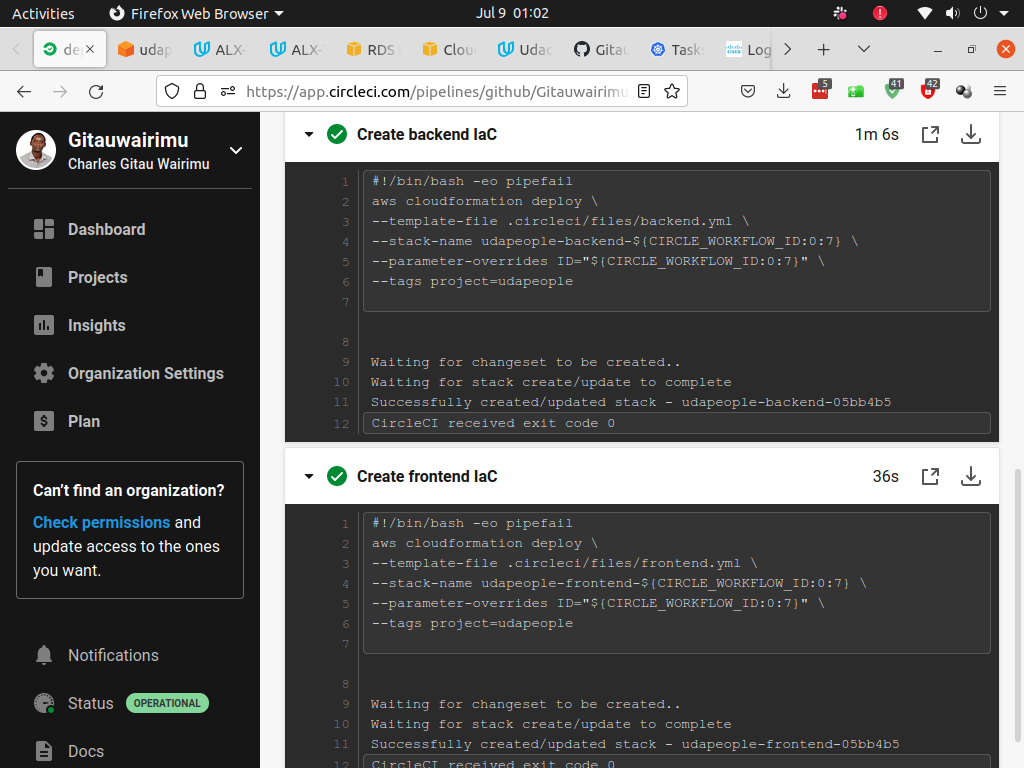 Activities
Firefox Web Browser
Jul 9 01:02
de
udap
ALX-
ALX-
RDS
Clou
Udac
Gitau
Task
Log
https://app.circleci.com/pipelines/github/Gitauwairimu
5
41
42
Gitauwairimu
Charles Gitau Wairimu
Dashboard
Projects
Insights
Organization Settings
Plan
Can't find an organization?
Check permissions and
update access to the ones
you want.
Notifications
Status OPERATIONAL
Docs
Create backend IaC
1m 6s
1 #!/bin/bash -eo pipefail
2 aws cloudformation deploy \
3 --template-file .circleci/files/backend.yml \
4 --stack-name udapeople-backend-${CIRCLE_WORKFLOW_ID:0:7} \
5 --parameter-overrides ID="${CIRCLE_WORKFLOW_ID:0:7}" \
6 --tags project=udapeople
7
8
9 Waiting for changeset to be created..
10 Waiting for stack create/update to complete
11 Successfully created/updated stack - udapeople-backend-05bb4b5
12 CircleCI received exit code 0
Create frontend IaC
36s
1 #!/bin/bash -eo pipefail
2 aws cloudformation deploy \
3 --template-file .circleci/files/frontend.yml \
4 --stack-name udapeople-frontend-${CIRCLE_WORKFLOW_ID:0:7} \
5 --parameter-overrides ID="${CIRCLE_WORKFLOW_ID:0:7}" \
6 --tags project=udapeople
7
8
9 Waiting for changeset to be created..
10 Waiting for stack create/update to complete
11 Successfully created/updated stack - udapeople-frontend-05bb4b5
12 CircleCI received exit code 0